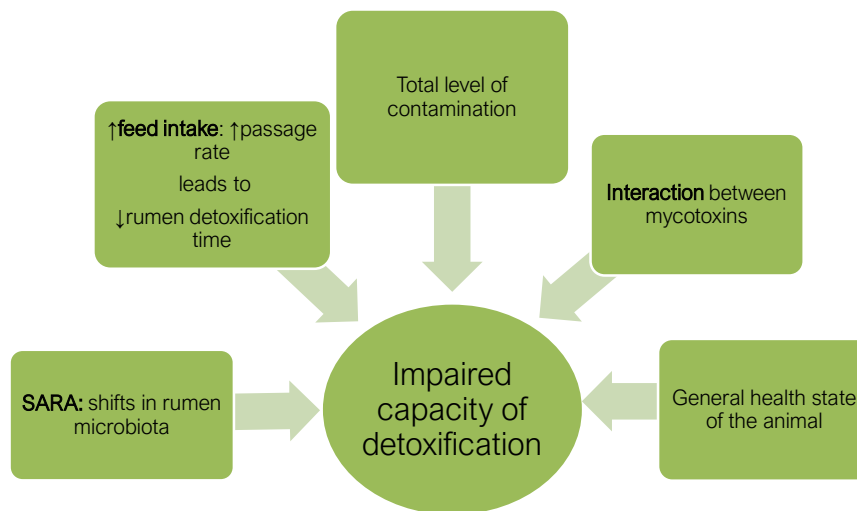 Total level of
contamination
↑feed intake: ↑passage
rate
leads to
↓rumen detoxification
time
Interaction between
mycotoxins
SARA: shifts in rumen
microbiota
Impaired
capacity of
detoxification
General health state
of the animal